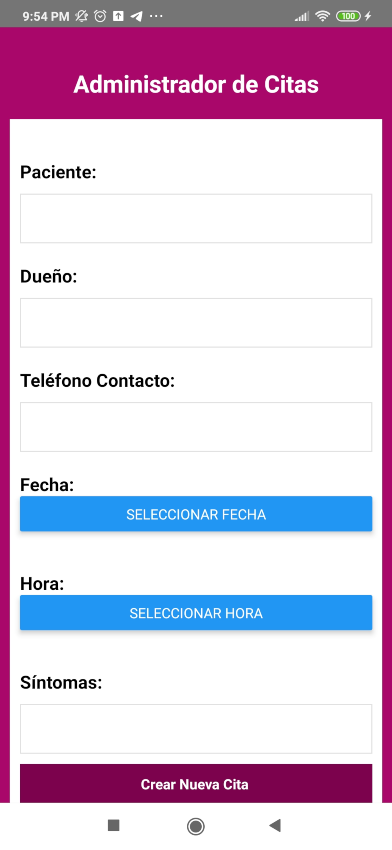 9:54 PM
100
Administrador de Citas
Paciente:
Dueño:
Teléfono Contacto:
Fecha:
SELECCIONAR FECHA
Hora:
SELECCIONAR HORA
Síntomas:
Crear Nueva Cita